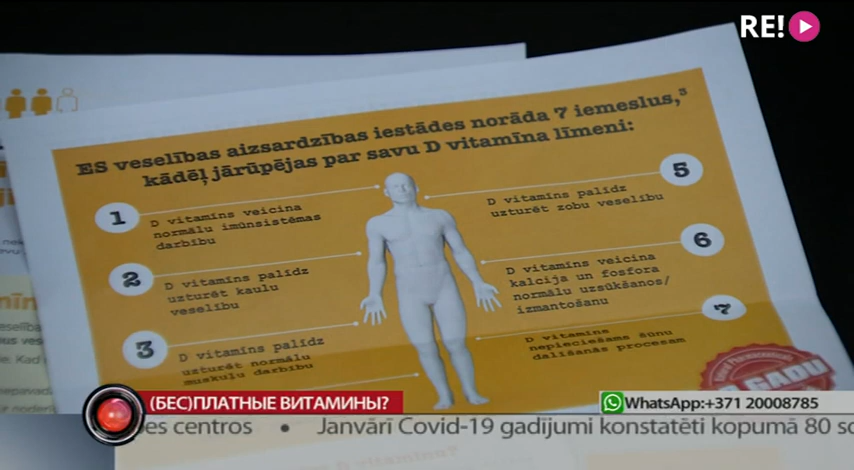 RE!
ES veselības aizsardzības iestādes norāda 7 iemeslus,³
kādēļ jārūpējas par savu D vitamīna līmeni:
1
D vitamīns veicina
normālu imūnsistēmas
darbību
2
D vitamīns palīdz
uzturēt kaulu
veselību
3
D vitamīns palīdz
uzturēt normālu
muskuļu darbību
5
D vitamīns palīdz
uzturēt zobu veselību
6
D vitamīns veicina
kalcija un fosfora
normālu uzsūkšanos/
izmantošanu
7
D vitamīns
nepieciešams šūnu
dalīšanās procesam
GADU
(БЕС)ПЛАТНЫЕ ВИТАМИНЫ?
WhatsApp:+371 20008785
centros • Janvārī Covid-19 gadījumi konstatēti kopumā 80